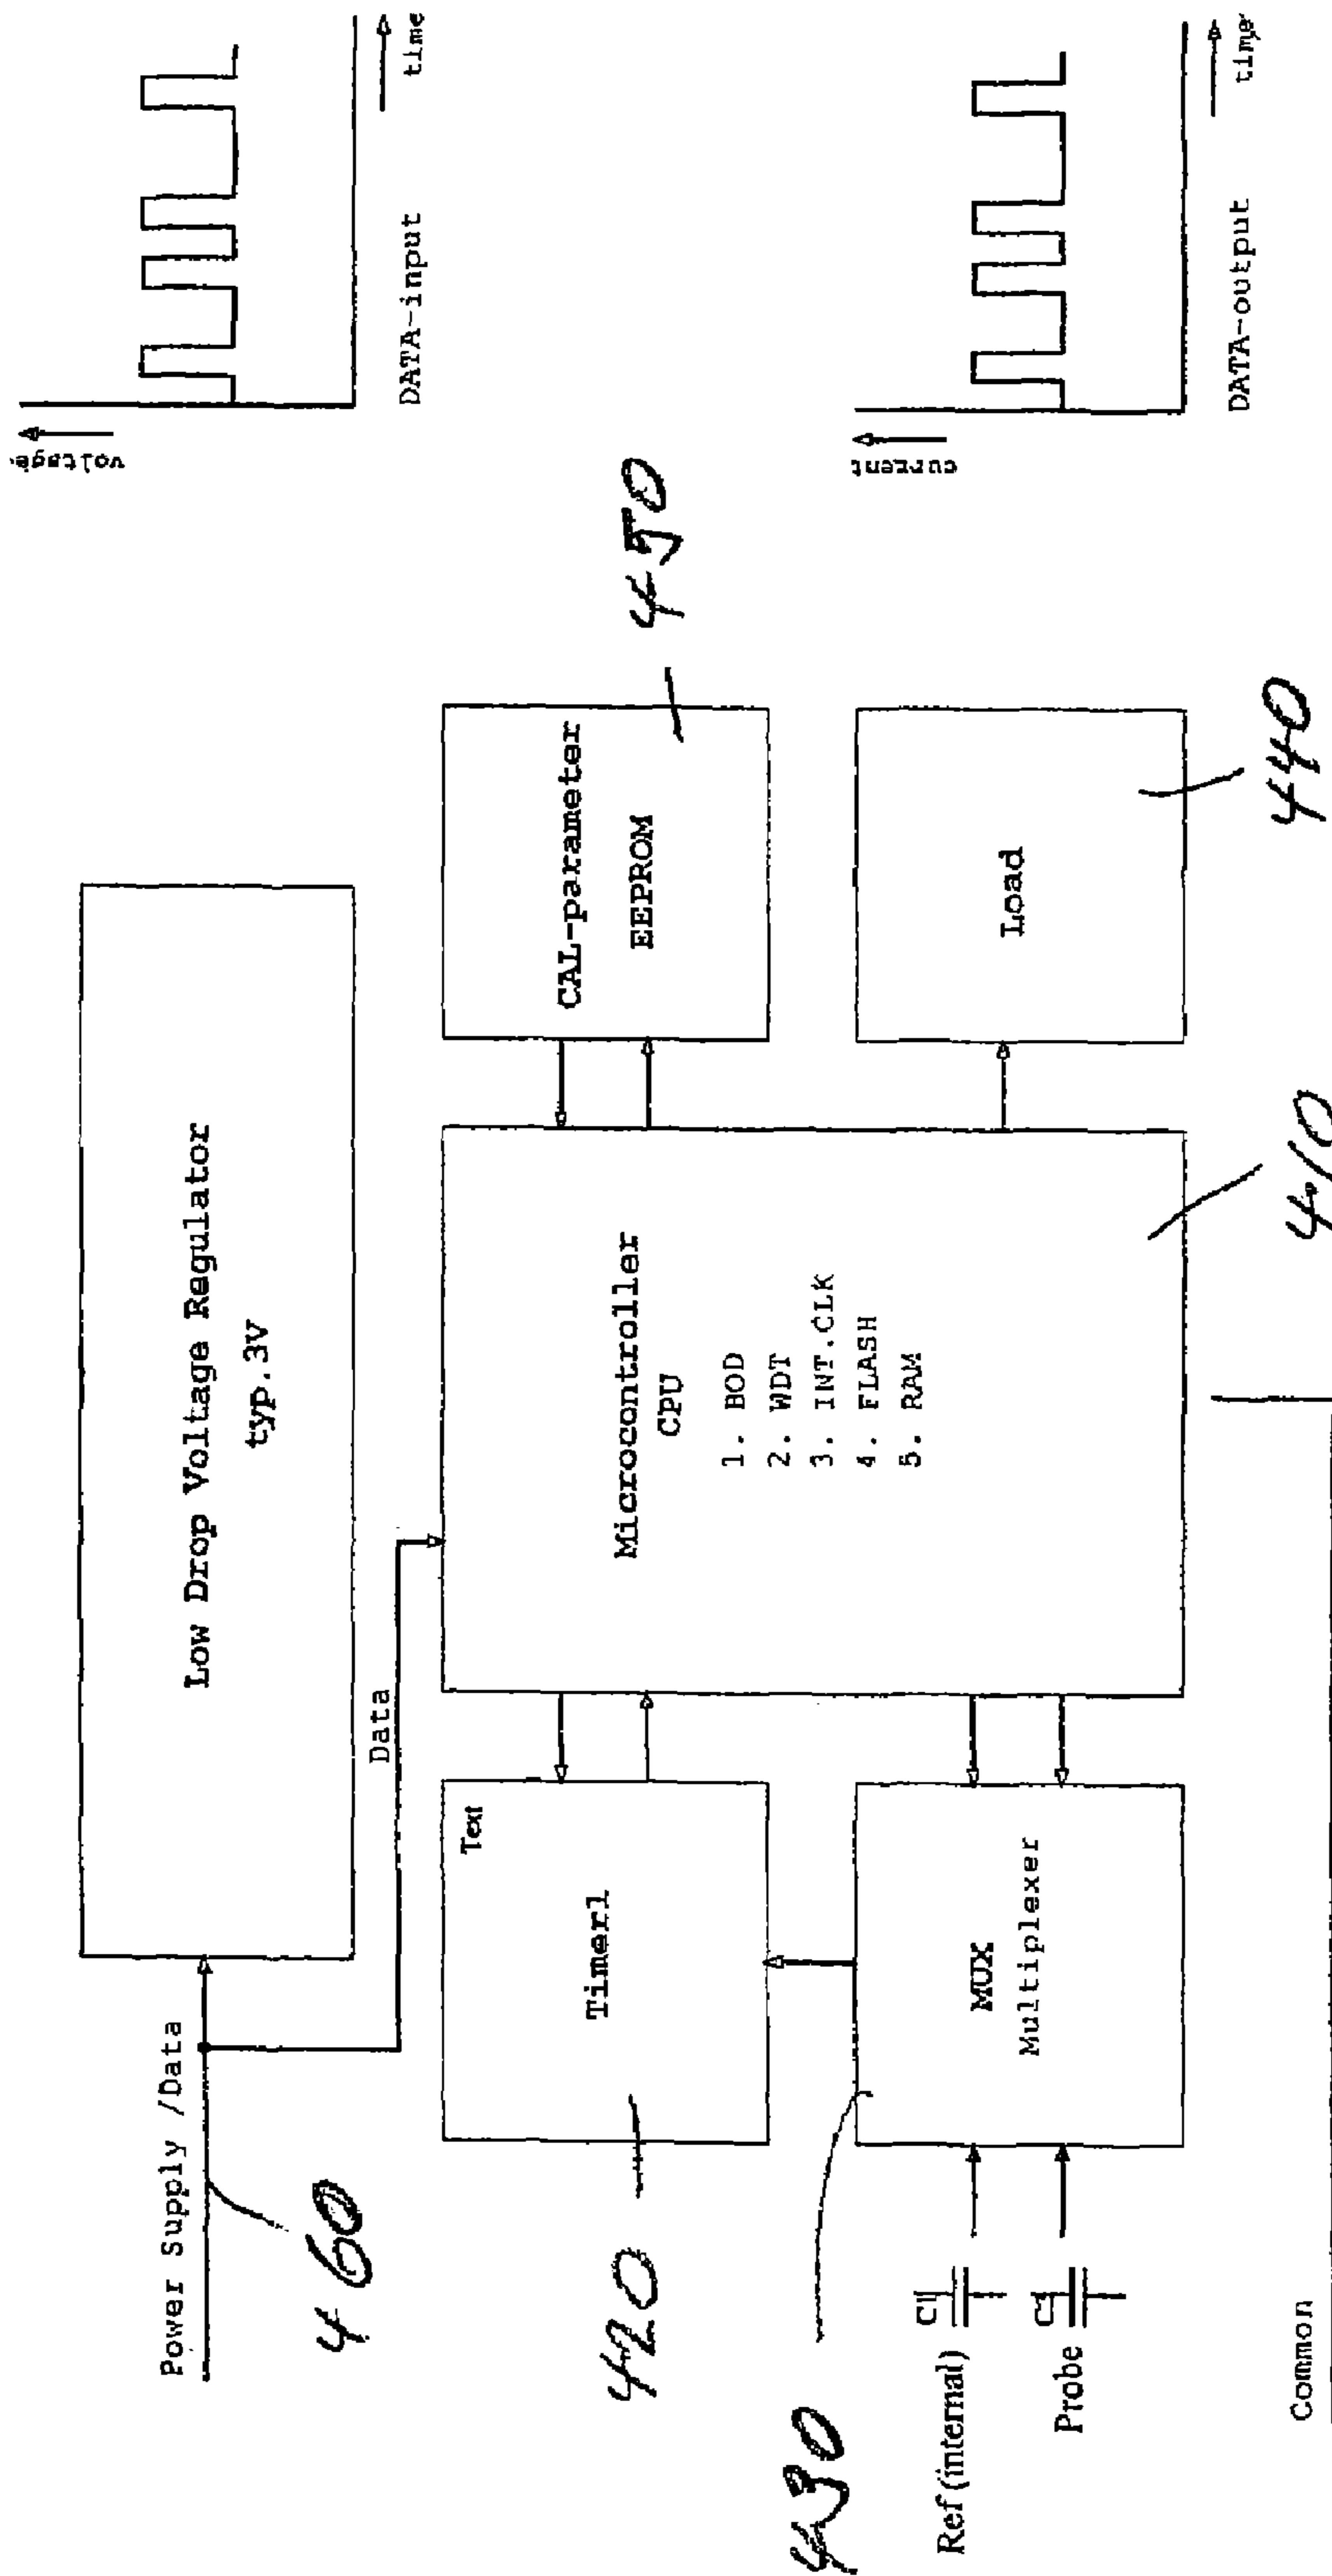 Power Supply /Data
460
Low Drop Voltage Regulator
typ.3V
voltage
time
DATA-input
Data
Text
Timer1
420
Microcontroller
CPU
1. BOD
2. WDT
3. INT.CLK
4. FLASH
5. RAM
410
CAL-parameter
EEPROM
450
430
MUX
Multiplexer
C1
Ref (internal)
Probe
Load
440
current
time
DATA-output
Common